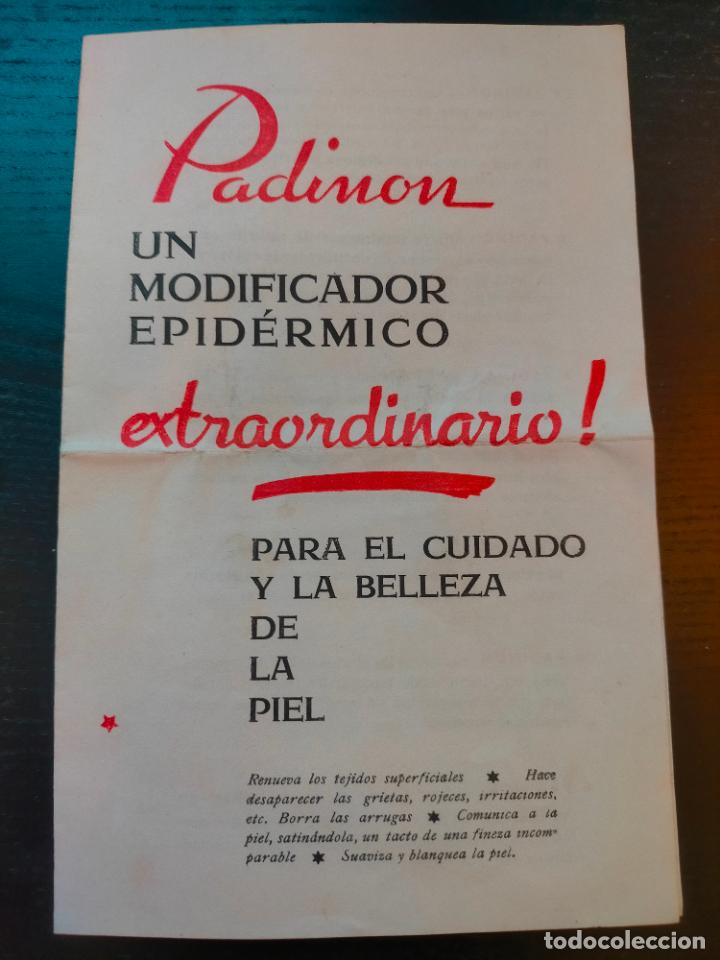 Padinon
UN
MODIFICADOR
EPIDÉRMICO
extraordinario!
PARA EL CUIDADO
Y LA BELLEZA
DE
LA
PIEL
Renueva los tejidos superficiales ✶ Hace
desaparecer las grietas, rojeces, irritaciones,
etc. Borra las arrugas ✶ Comunica a la
piel, satinándola, un tacto de una fineza incom-
parable ✶ Suaviza y blanquea la piel.
todocoleccion